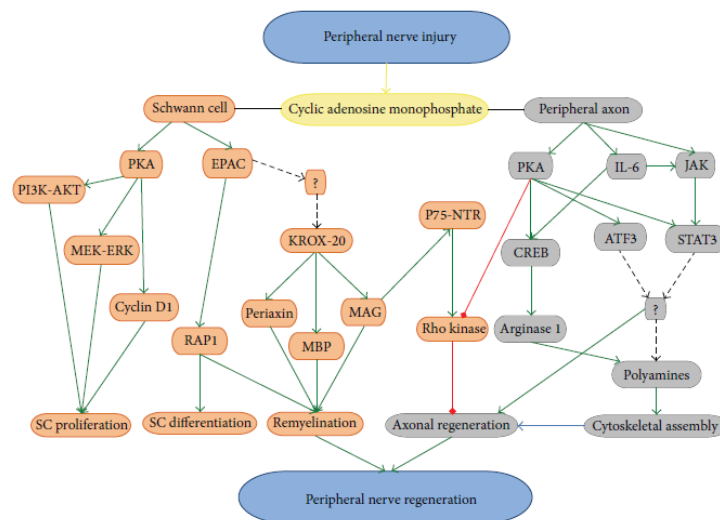 Peripheral nerve injury
Schwann cell
Cyclic adenosine monophosphate
Peripheral axon
PKA
EPAC
PKA
IL-6
JAK
PI3K-AKT
?
P75-NTR
MEK-ERK
KROX-20
CREB
ATF3
STAT3
Cyclin D1
Periaxin
MAG
?
RAP1
MBP
Rho kinase
Arginase 1
Polyamines
SC proliferation
SC differentiation
Remyelination
Axonal regeneration
Cytoskeletal assembly
Peripheral nerve regeneration